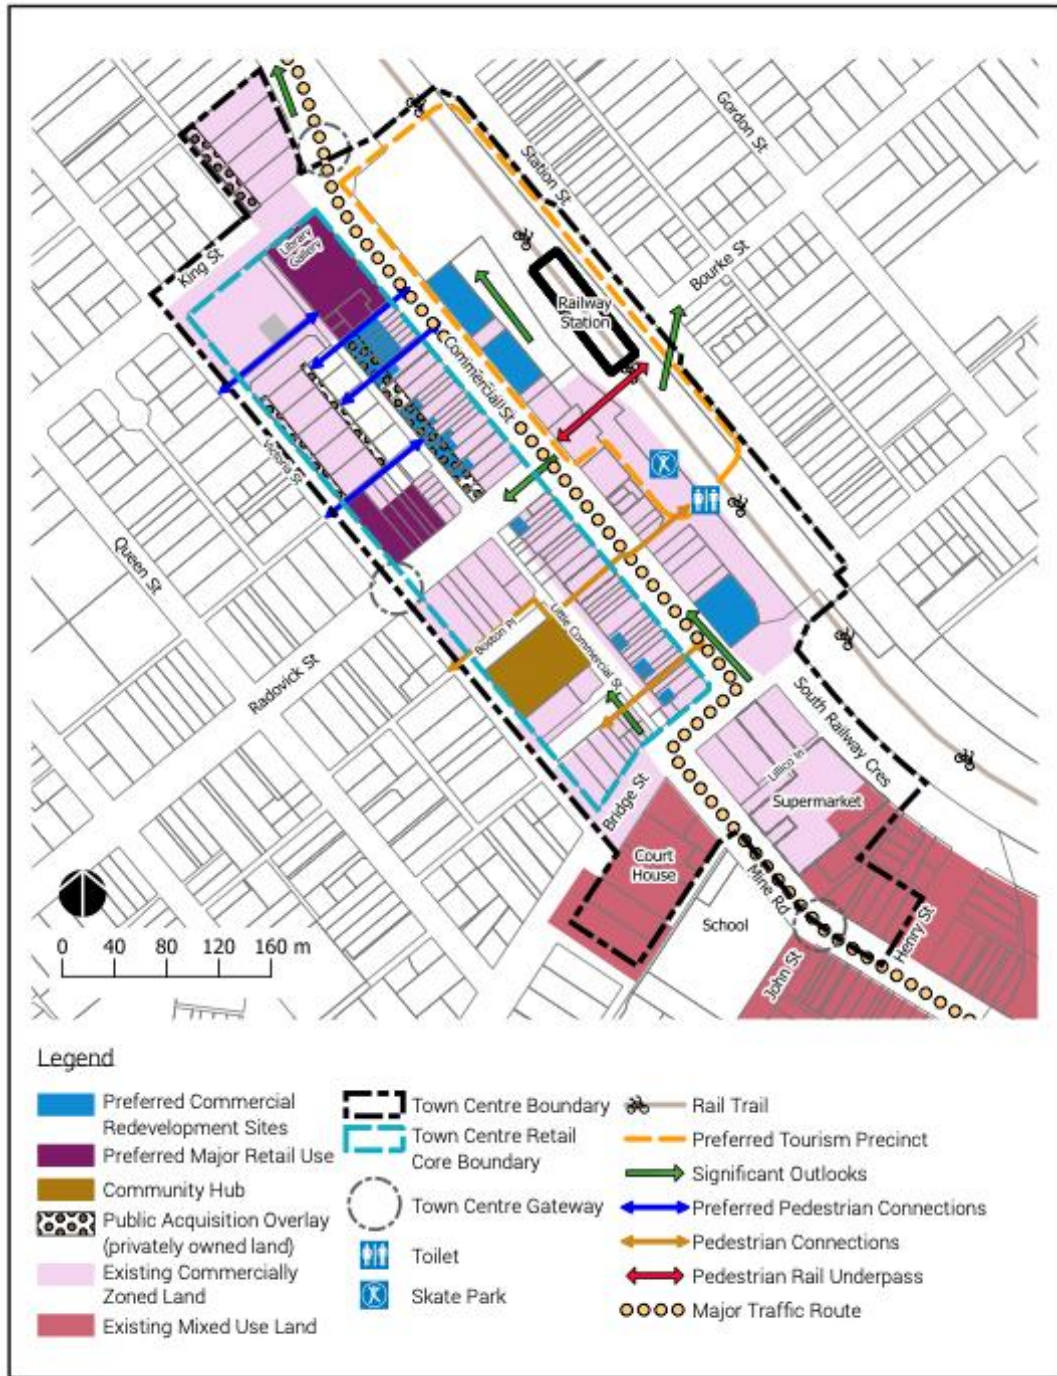 Gordon St
Station St
Bourke St
King St
Library
Gallery
Railway
Station
Commercial St
Victoria St
Queen St
Radovick St
Boston Pl
Little Commercial St
South Railway Cres
Lillico ln
Supermarket
Bridge St
Court
House
Mine Rd
School
Henry St
John St
0 40 80 120 160 m
Legend
Preferred Commercial
Redevelopment Sites
Preferred Major Retail Use
Community Hub
Public Acquisition Overlay
(privately owned land)
Existing Commercially
Zoned Land
Existing Mixed Use Land
Town Centre Boundary
Town Centre Retail
Core Boundary
Town Centre Gateway
Toilet
Skate Park
Rail Trail
Preferred Tourism Precinct
Significant Outlooks
Preferred Pedestrian Connections
Pedestrian Connections
Pedestrian Rail Underpass
Major Traffic Route